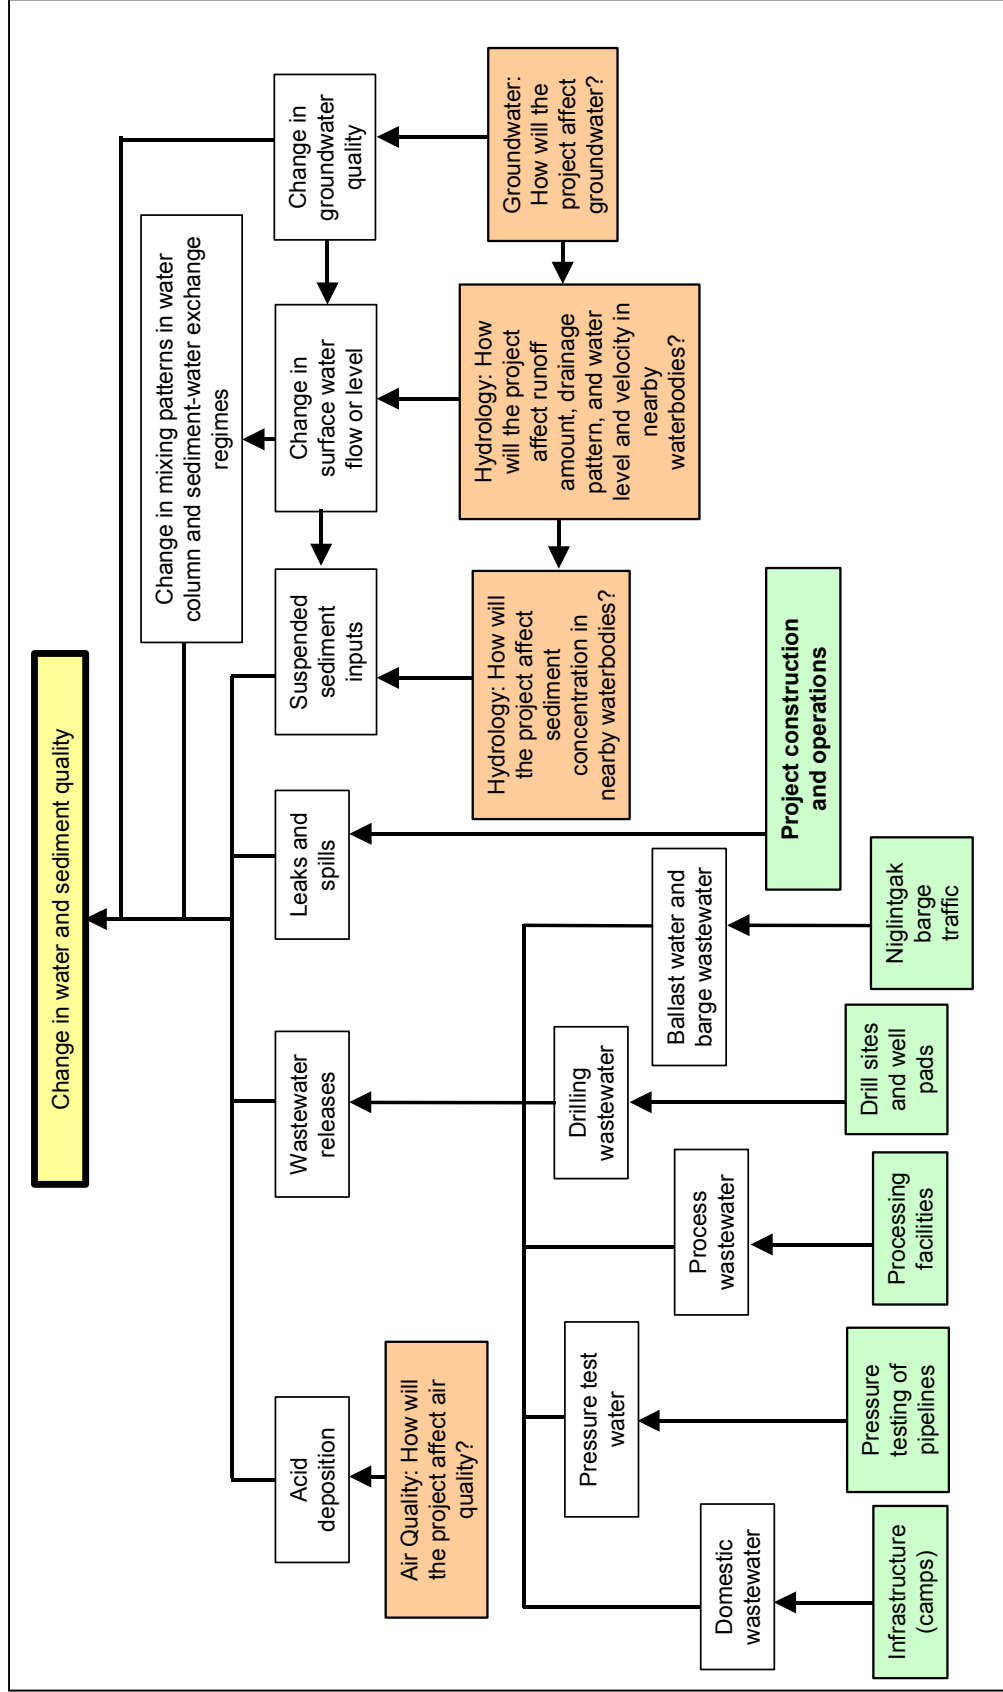 Change in water and sediment quality
Change in mixing patterns in water
column and sediment-water exchange
regimes
Acid
deposition
Wastewater
releases
Leaks and
spills
Suspended
sediment
inputs
Change in
surface water
flow or level
Change in
groundwater
quality
Air Quality: How will
the project affect air
quality?
Hydrology: How will
the project affect
sediment
concentration in
nearby waterbodies?
Hydrology: How
will the project
affect runoff
amount, drainage
pattern, and water
level and velocity in
nearby
waterbodies?
Groundwater:
How will the
project affect
groundwater?
Domestic
wastewater
Pressure test
water
Process
wastewater
Drilling
wastewater
Ballast water and
barge wastewater
Project construction
and operations
Infrastructure
(camps)
Pressure
testing of
pipelines
Processing
facilities
Drill sites
and well
pads
Niglintgak
barge
traffic